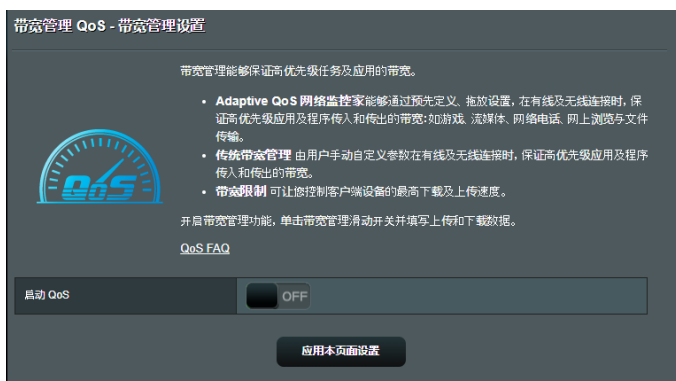 带宽管理 QoS - 带宽管理设置
带宽管理能够保证高优先级任务及应用的带宽。
• Adaptive QoS 网络监控家能够通过预先定义、拖放设置，在有线及无线连接时，保
证高优先级应用及程序传入和传出的带宽:如游戏、流媒体、网络电话、网上浏览与文件
传输。
• 传统带宽管理 由用户手动自定义参数在有线及无线连接时，保证高优先级应用及程序
传入和传出的带宽。
• 带宽限制 可让您控制客户端设备的最高下载及上传速度。
QoS
开启带宽管理功能，单击带宽管理滑动开关并填写上传和下载数据。
QoS FAQ
启动 QoS
OFF
应用本页面设置